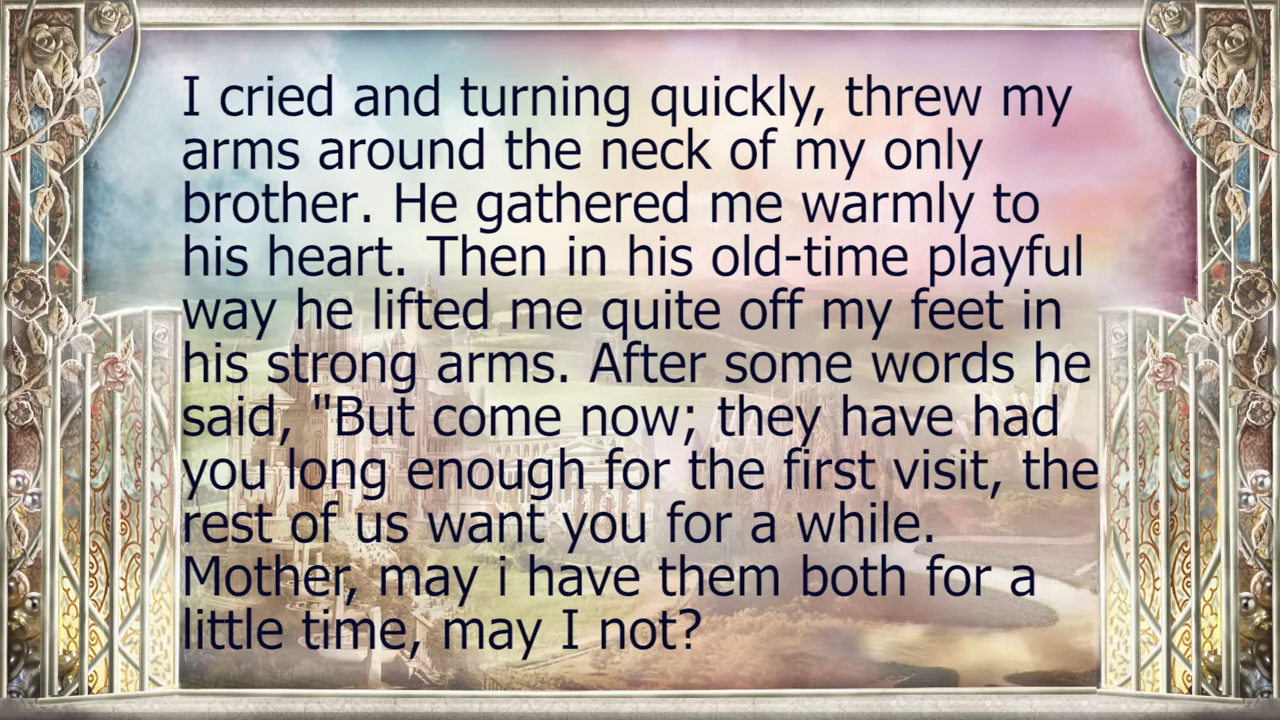 I cried and turning quickly, threw my
arms around the neck of my only
brother. He gathered me warmly to
his heart. Then in his old-time playful
way he lifted me quite off my feet in
his strong arms. After some words he
said, "But come now; they have had
you long enough for the first visit, the
rest of us want you for a while.
Mother, may i have them both for a
little time, may I not?